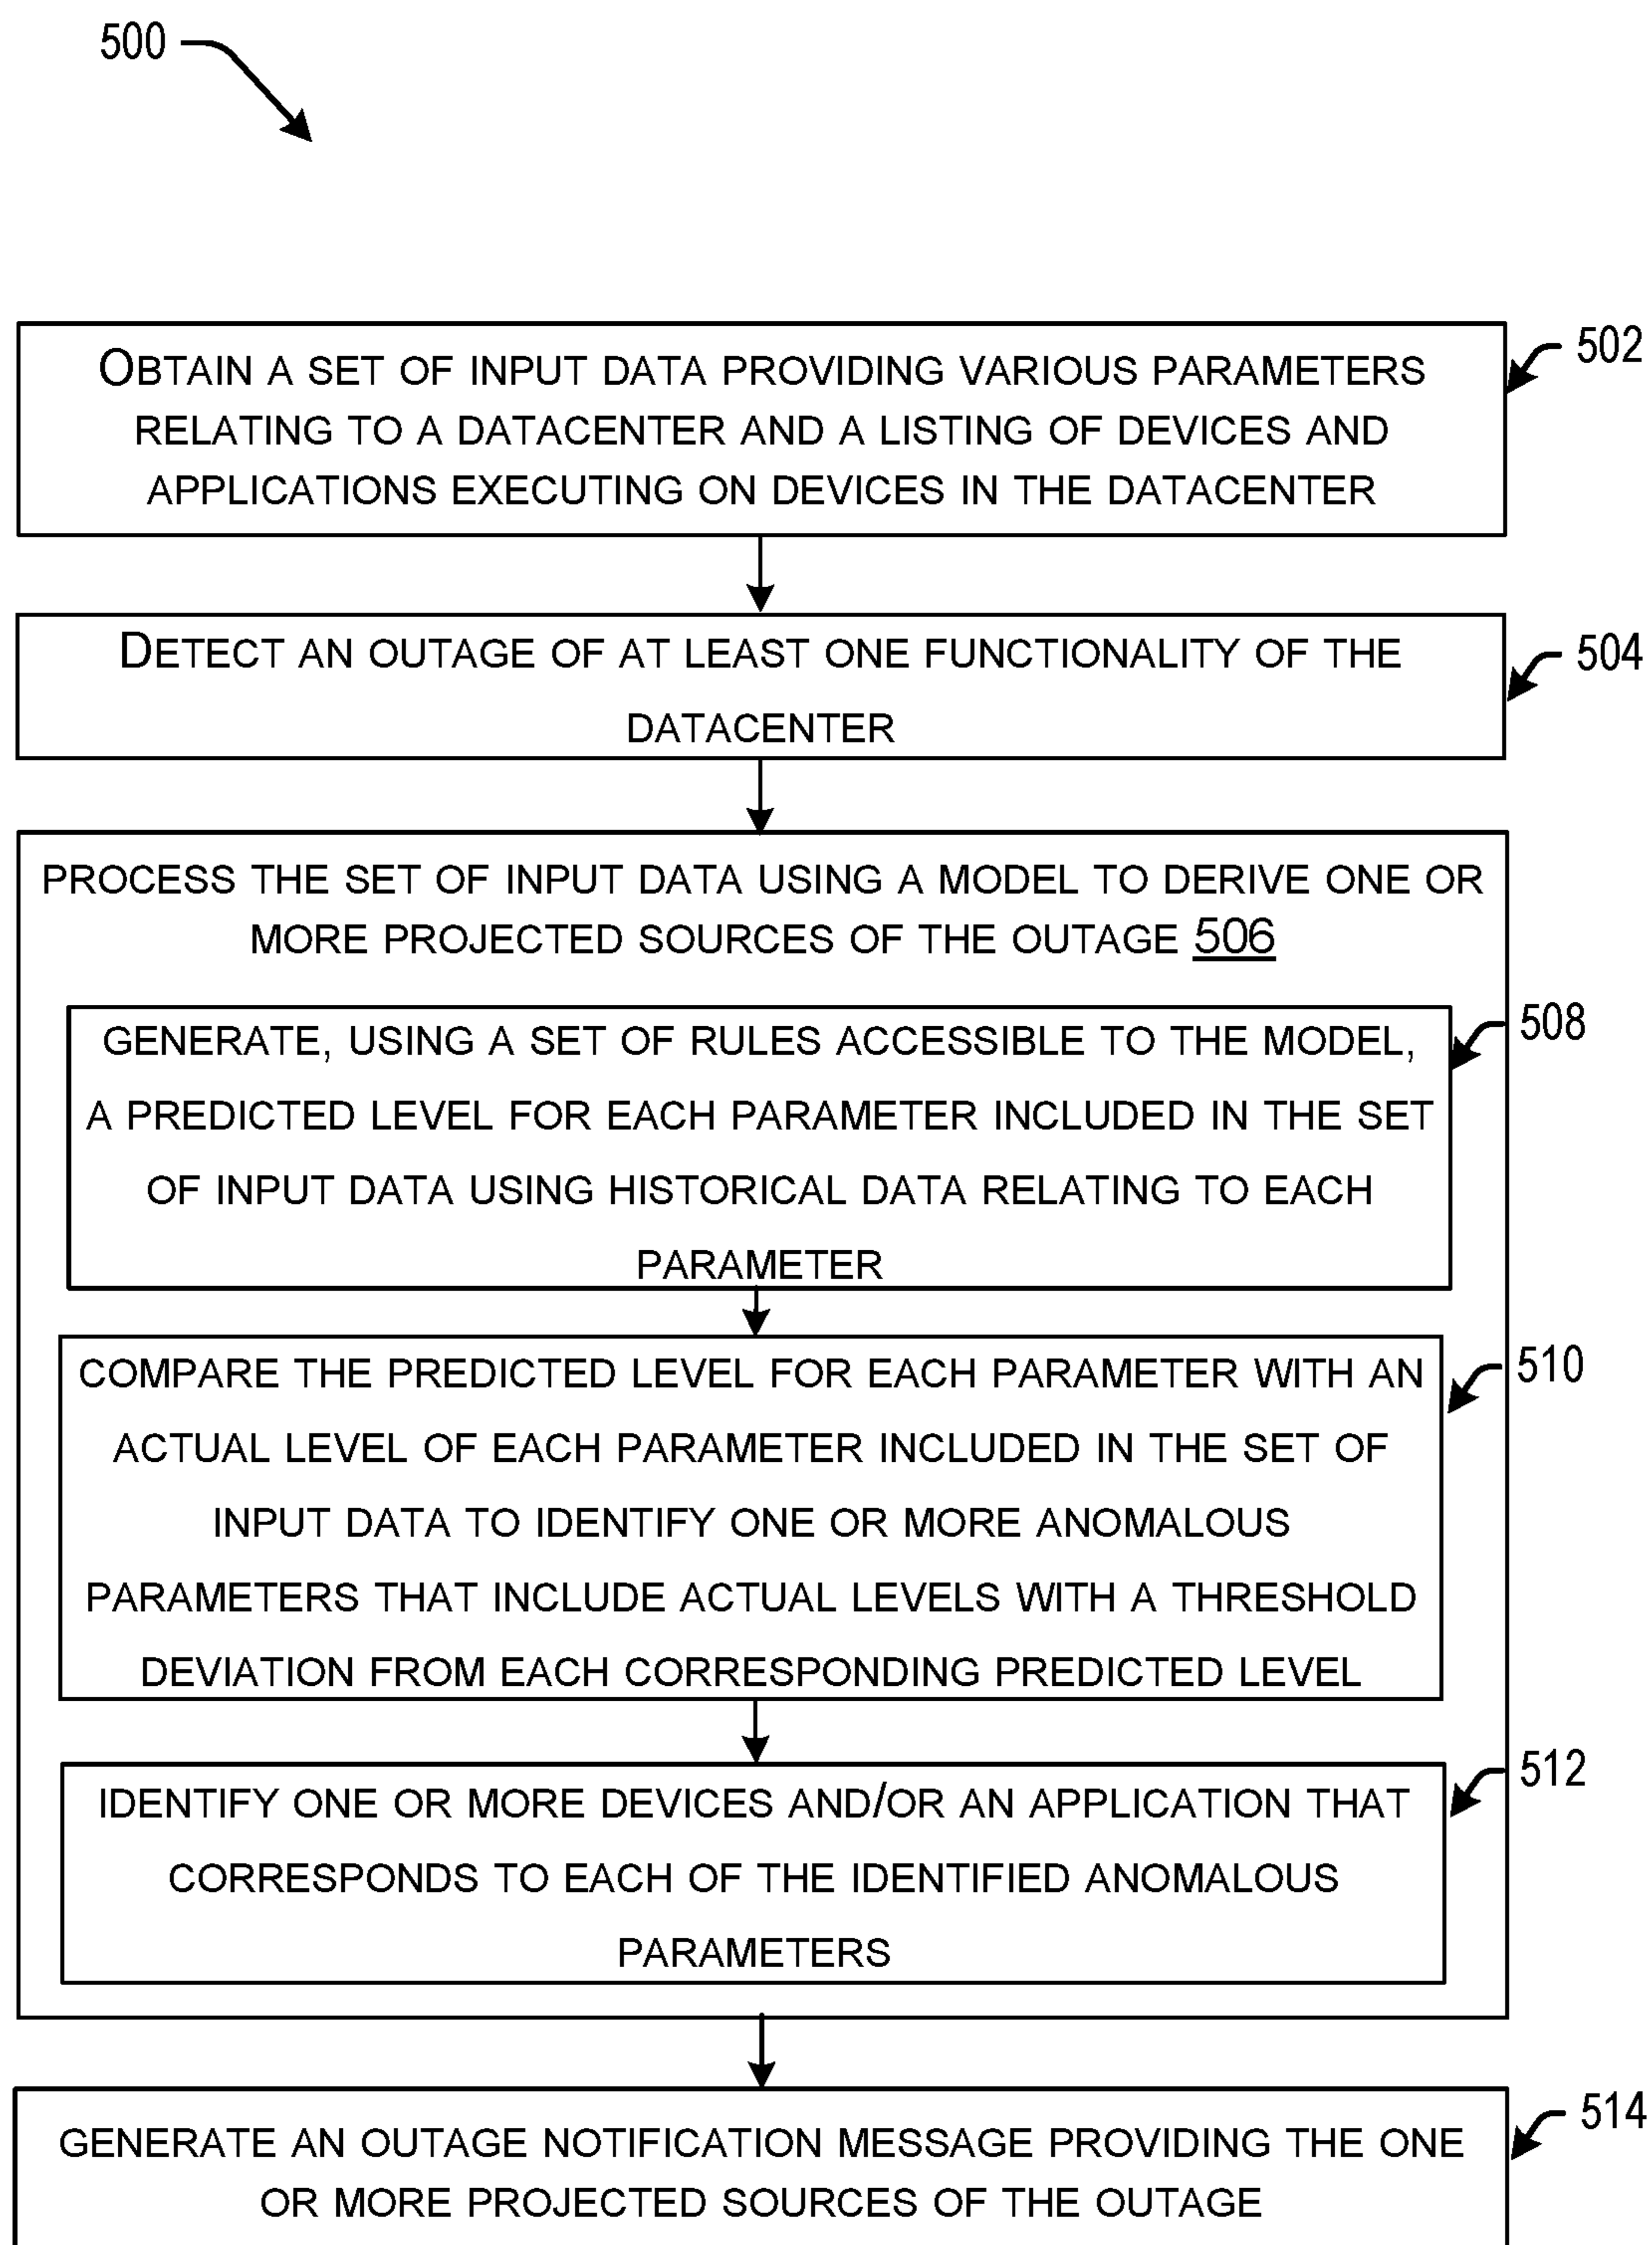 500
OBTAIN A SET OF INPUT DATA PROVIDING VARIOUS PARAMETERS
RELATING TO A DATACENTER AND A LISTING OF DEVICES AND
APPLICATIONS EXECUTING ON DEVICES IN THE DATACENTER
502
DETECT AN OUTAGE OF AT LEAST ONE FUNCTIONALITY OF THE
DATACENTER
504
PROCESS THE SET OF INPUT DATA USING A MODEL TO DERIVE ONE OR
MORE PROJECTED SOURCES OF THE OUTAGE 506
GENERATE, USING A SET OF RULES ACCESSIBLE TO THE MODEL,
A PREDICTED LEVEL FOR EACH PARAMETER INCLUDED IN THE SET
OF INPUT DATA USING HISTORICAL DATA RELATING TO EACH
PARAMETER
508
COMPARE THE PREDICTED LEVEL FOR EACH PARAMETER WITH AN
ACTUAL LEVEL OF EACH PARAMETER INCLUDED IN THE SET OF
INPUT DATA TO IDENTIFY ONE OR MORE ANOMALOUS
PARAMETERS THAT INCLUDE ACTUAL LEVELS WITH A THRESHOLD
DEVIATION FROM EACH CORRESPONDING PREDICTED LEVEL
510
IDENTIFY ONE OR MORE DEVICES AND/OR AN APPLICATION THAT
CORRESPONDS TO EACH OF THE IDENTIFIED ANOMALOUS
PARAMETERS
512
GENERATE AN OUTAGE NOTIFICATION MESSAGE PROVIDING THE ONE
OR MORE PROJECTED SOURCES OF THE OUTAGE
514